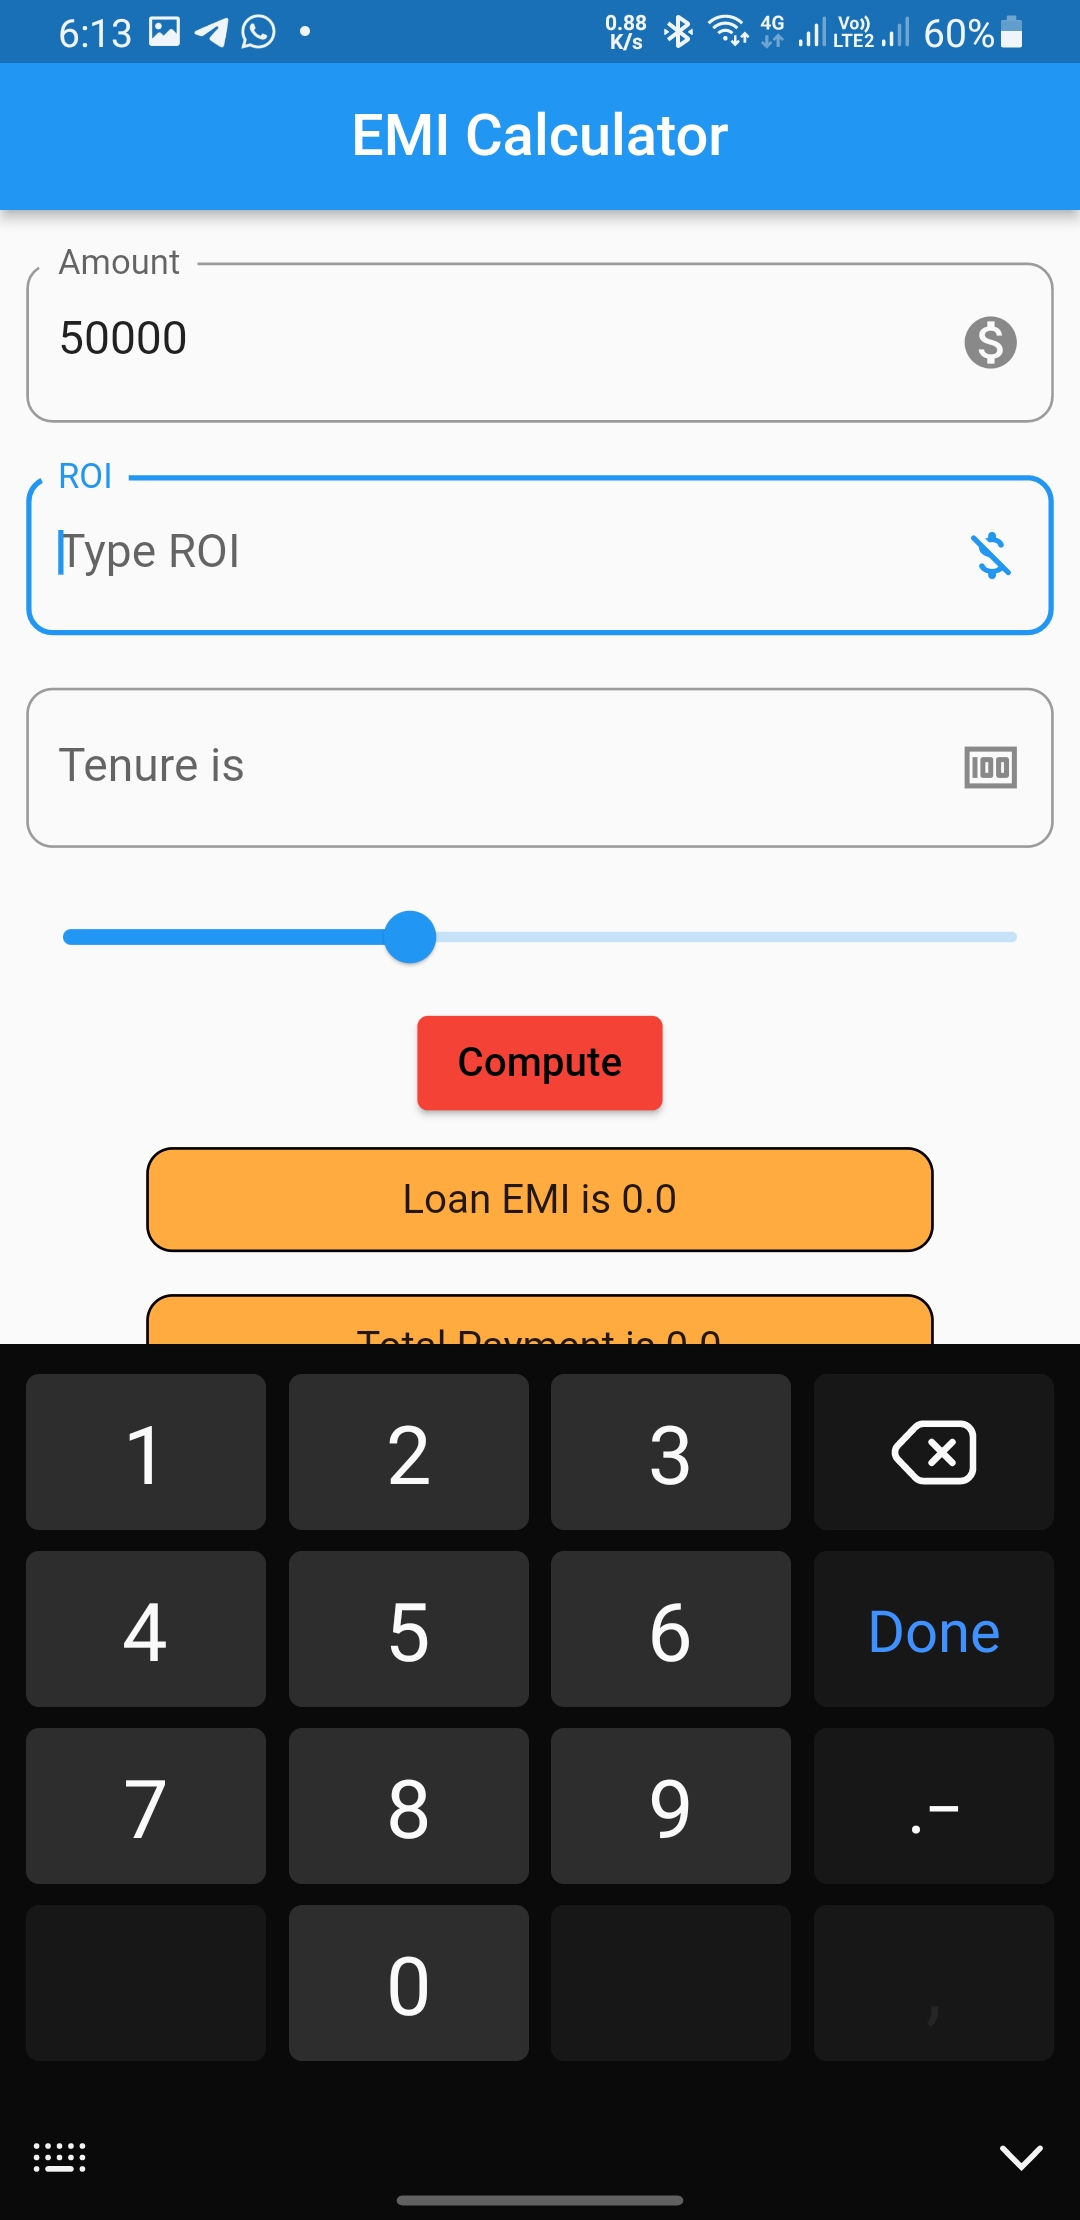 6:13 0.88 K/s 4G Vo)) LTE2 60%
EMI Calculator
Amount
50000
ROI
Type ROI
Tenure is
Compute
Loan EMI is 0.0
Total Payment is 0.0
1 2 3
4 5 6 Done
7 8 9 .-
0 ,